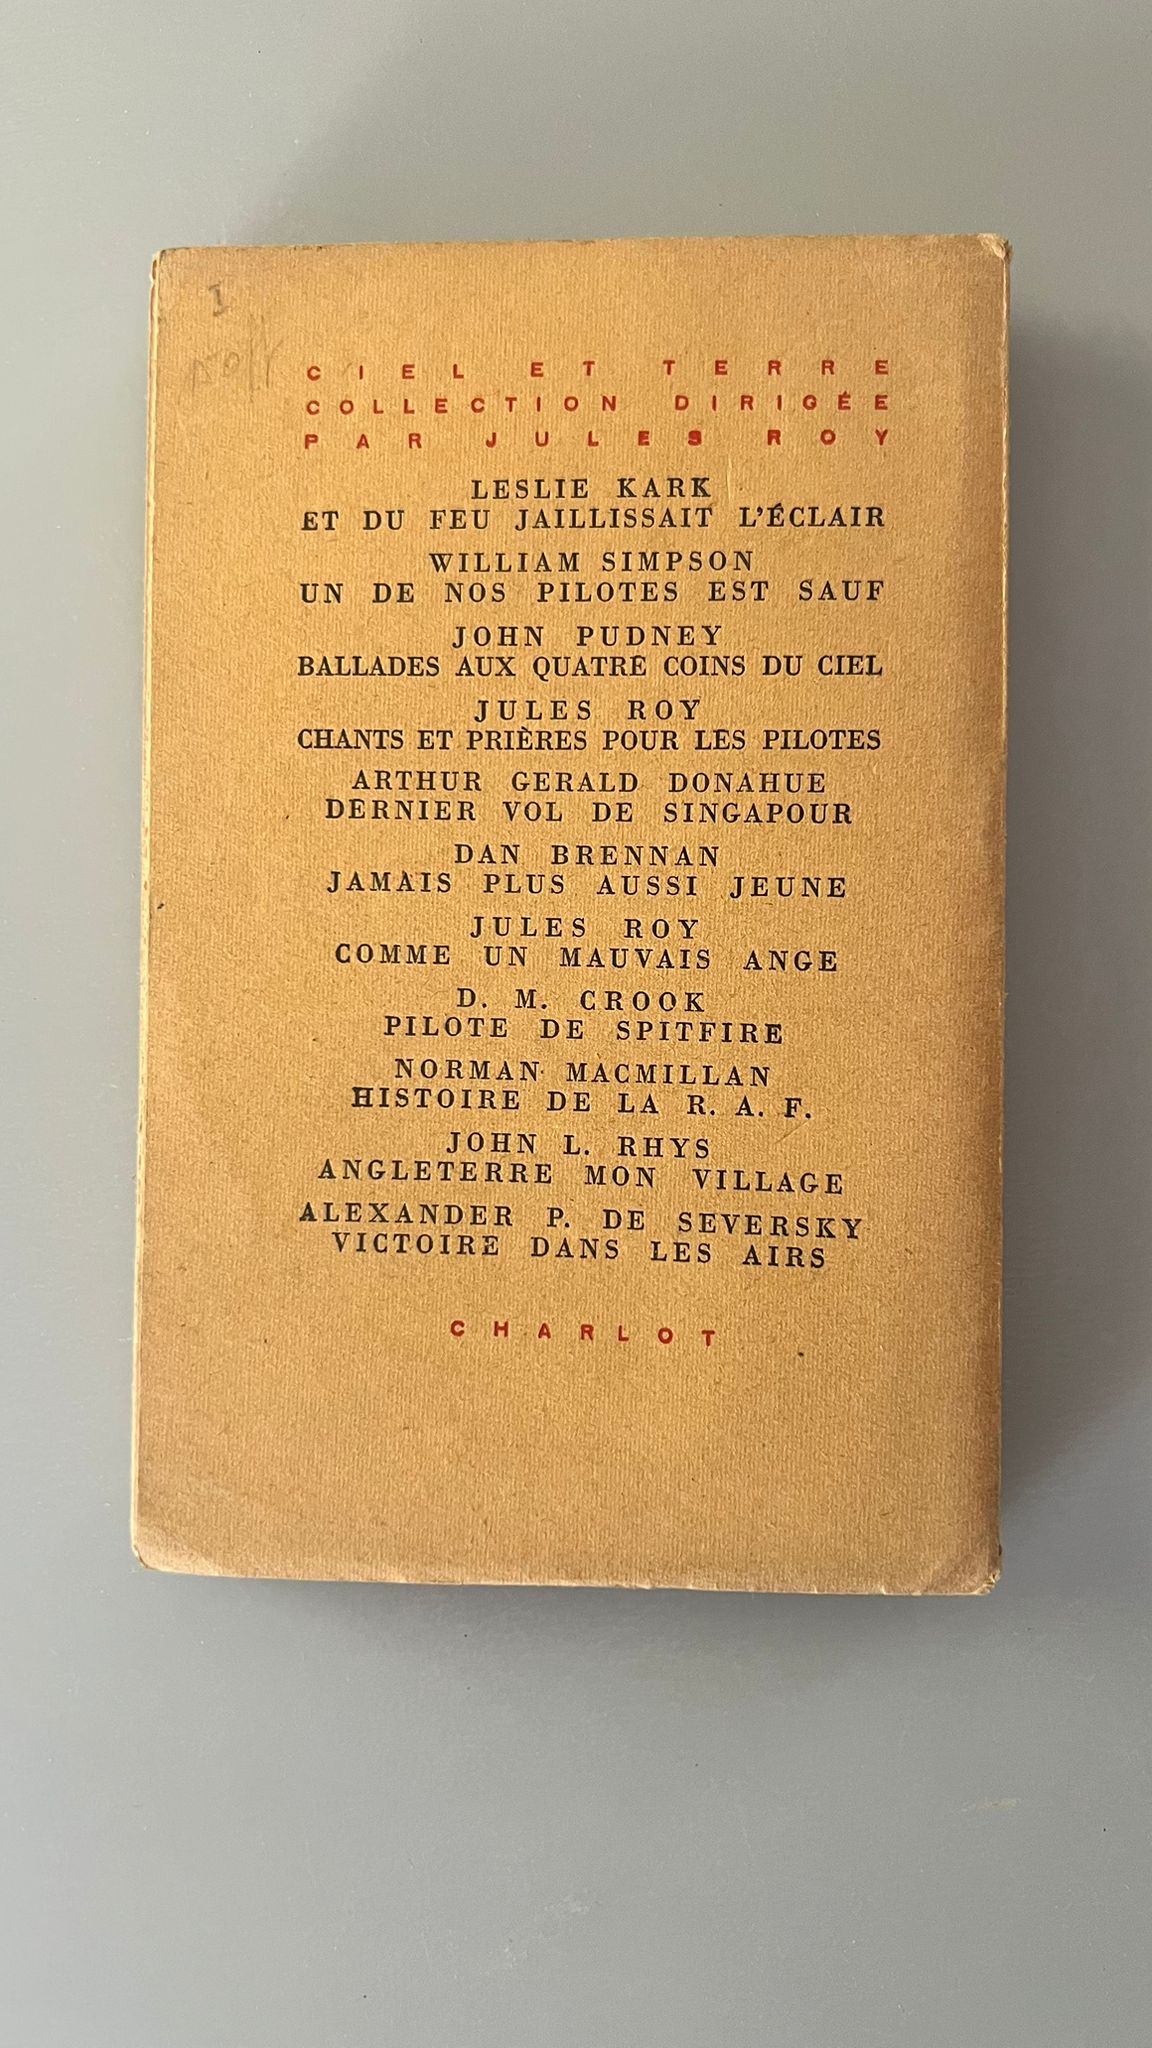 I
CIEL ET TERRE
COLLECTION DIRIGÉE
PAR JULES ROY
LESLIE KARK
ET DU FEU JAILLISSAIT L'ÉCLAIR
WILLIAM SIMPSON
UN DE NOS PILOTES EST SAUF
JOHN PUDNEY
BALLADES AUX QUATRE COINS DU CIEL
JULES ROY
CHANTS ET PRIÈRES POUR LES PILOTES
ARTHUR GERALD DONAHUE
DERNIER VOL DE SINGAPOUR
DAN BRENNAN
JAMAIS PLUS AUSSI JEUNE
JULES ROY
COMME UN MAUVAIS ANGE
D. M. CROOK
PILOTE DE SPITFIRE
NORMAN MACMILLAN
HISTOIRE DE LA R. A. F.
JOHN L. RHYS
ANGLETERRE MON VILLAGE
ALEXANDER P. DE SEVERSKY
VICTOIRE DANS LES AIRS
CHARLOT